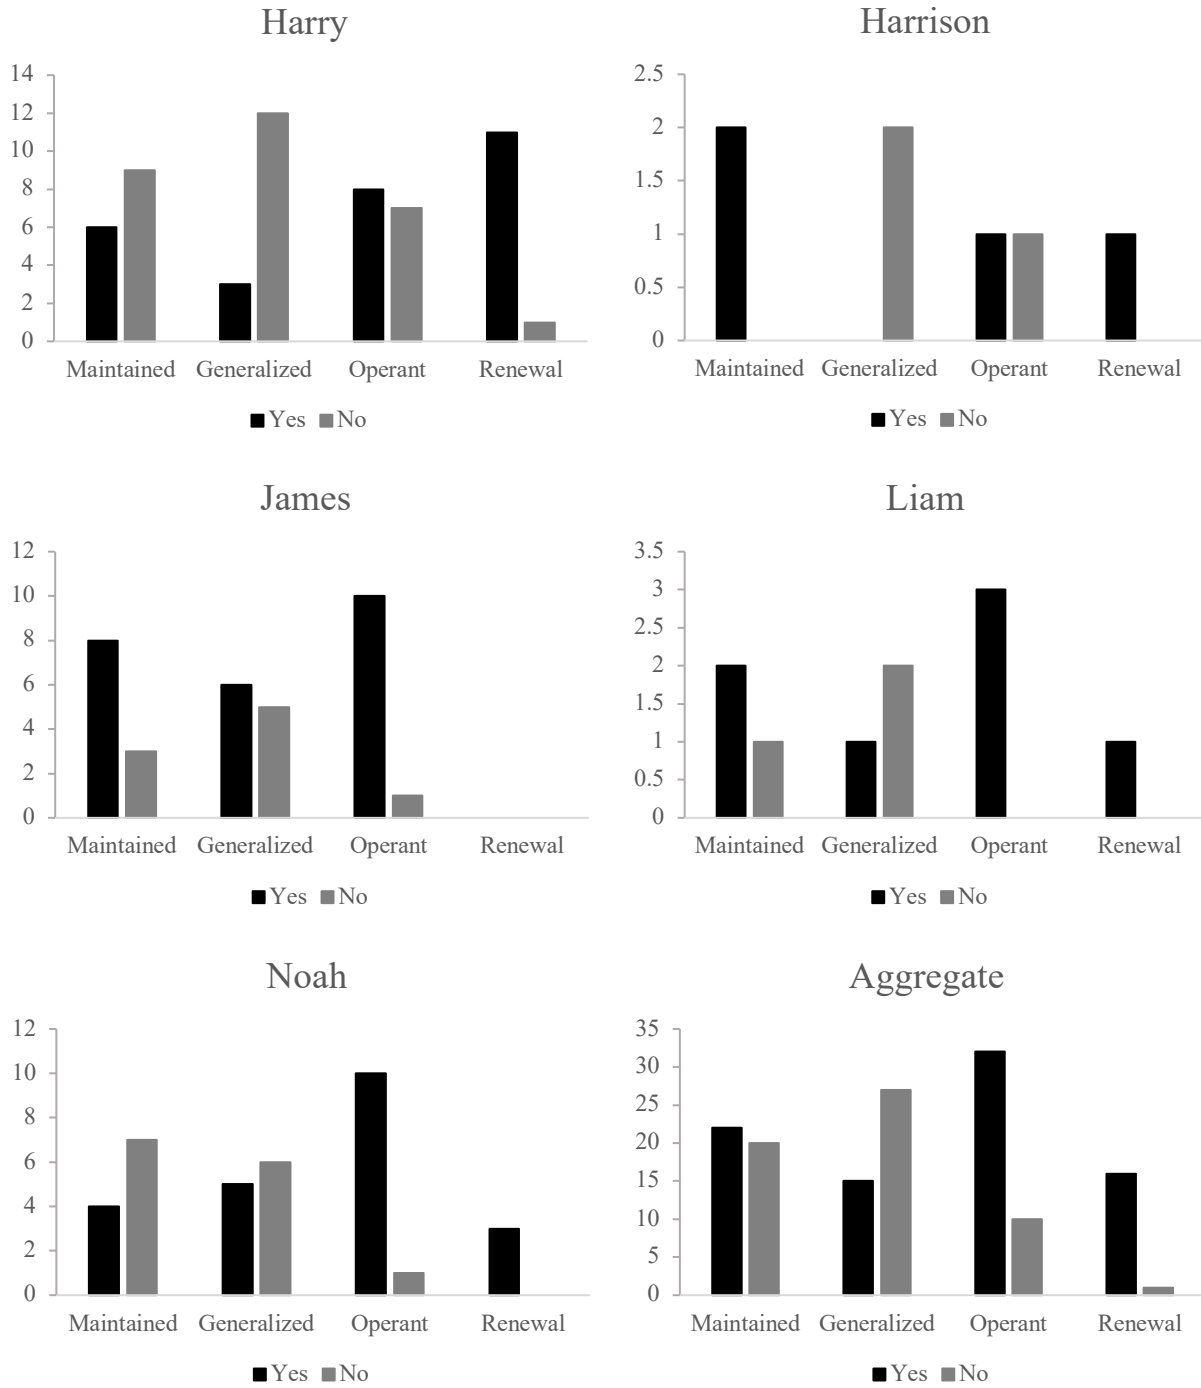 Harry
14
12
10
8
6
4
2
0
Maintained Generalized Operant Renewal
Yes No
Harrison
2.5
2
1.5
1
0.5
0
Maintained Generalized Operant Renewal
Yes No
James
12
10
8
6
4
2
0
Maintained Generalized Operant Renewal
Yes No
Liam
3.5
3
2.5
2
1.5
1
0.5
0
Maintained Generalized Operant Renewal
Yes No
Noah
12
10
8
6
4
2
0
Maintained Generalized Operant Renewal
Yes No
Aggregate
35
30
25
20
15
10
5
0
Maintained Generalized Operant Renewal
Yes No